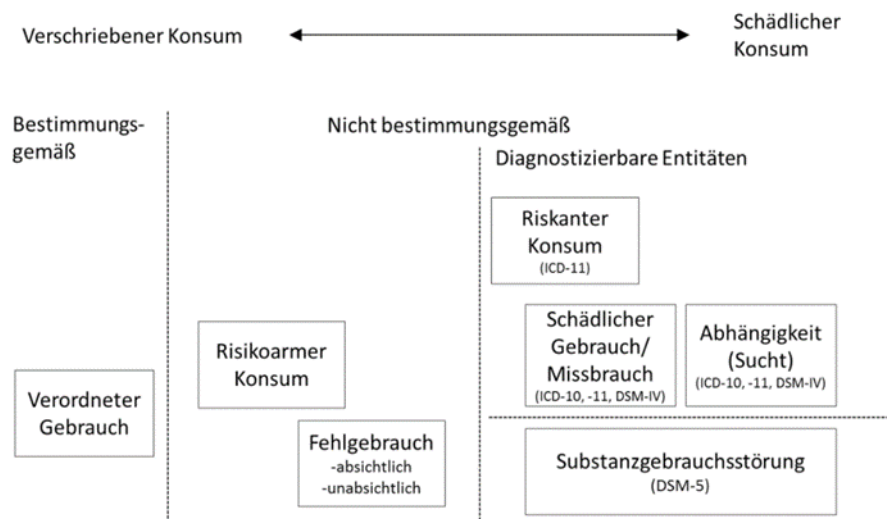 Verschriebener Konsum
Schädlicher
Konsum
Bestimmungs-
gemäß
Nicht bestimmungsgemäß
Diagnostizierbare Entitäten
Riskanter
Konsum
(ICD-11)
Risikoarmer
Konsum
Schädlicher
Gebrauch/
Missbrauch
(ICD-10, -11, DSM-IV)
Abhängigkeit
(Sucht)
(ICD-10, -11, DSM-IV)
Verordneter
Gebrauch
Fehlgebrauch
-absichtlich
-unabsichtlich
Substanzgebrauchsstörung
(DSM-5)